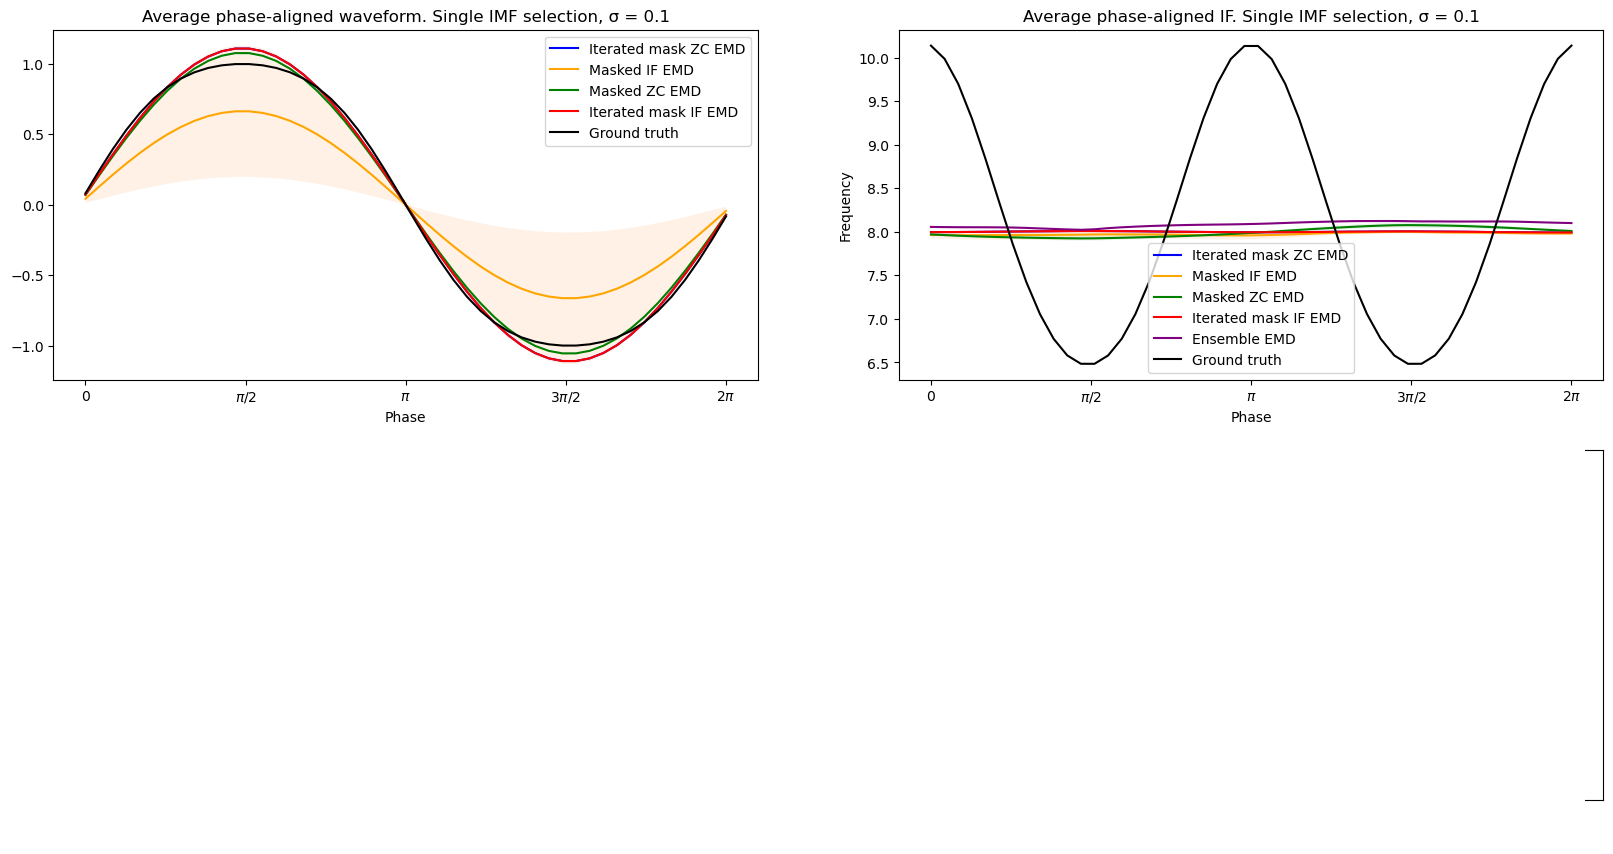 Average phase-aligned waveform. Single IMF selection, σ = 0.1
1.0
0.5
0.0
−0.5
−1.0
Iterated mask ZC EMD
Masked IF EMD
Masked ZC EMD
Iterated mask IF EMD
Ground truth
0
π/2
π
3π/2
2π
Phase
Average phase-aligned IF. Single IMF selection, σ = 0.1
Frequency
10.0
9.5
9.0
8.5
8.0
7.5
7.0
6.5
Iterated mask ZC EMD
Masked IF EMD
Masked ZC EMD
Iterated mask IF EMD
Ensemble EMD
Ground truth
0
π/2
π
3π/2
2π
Phase